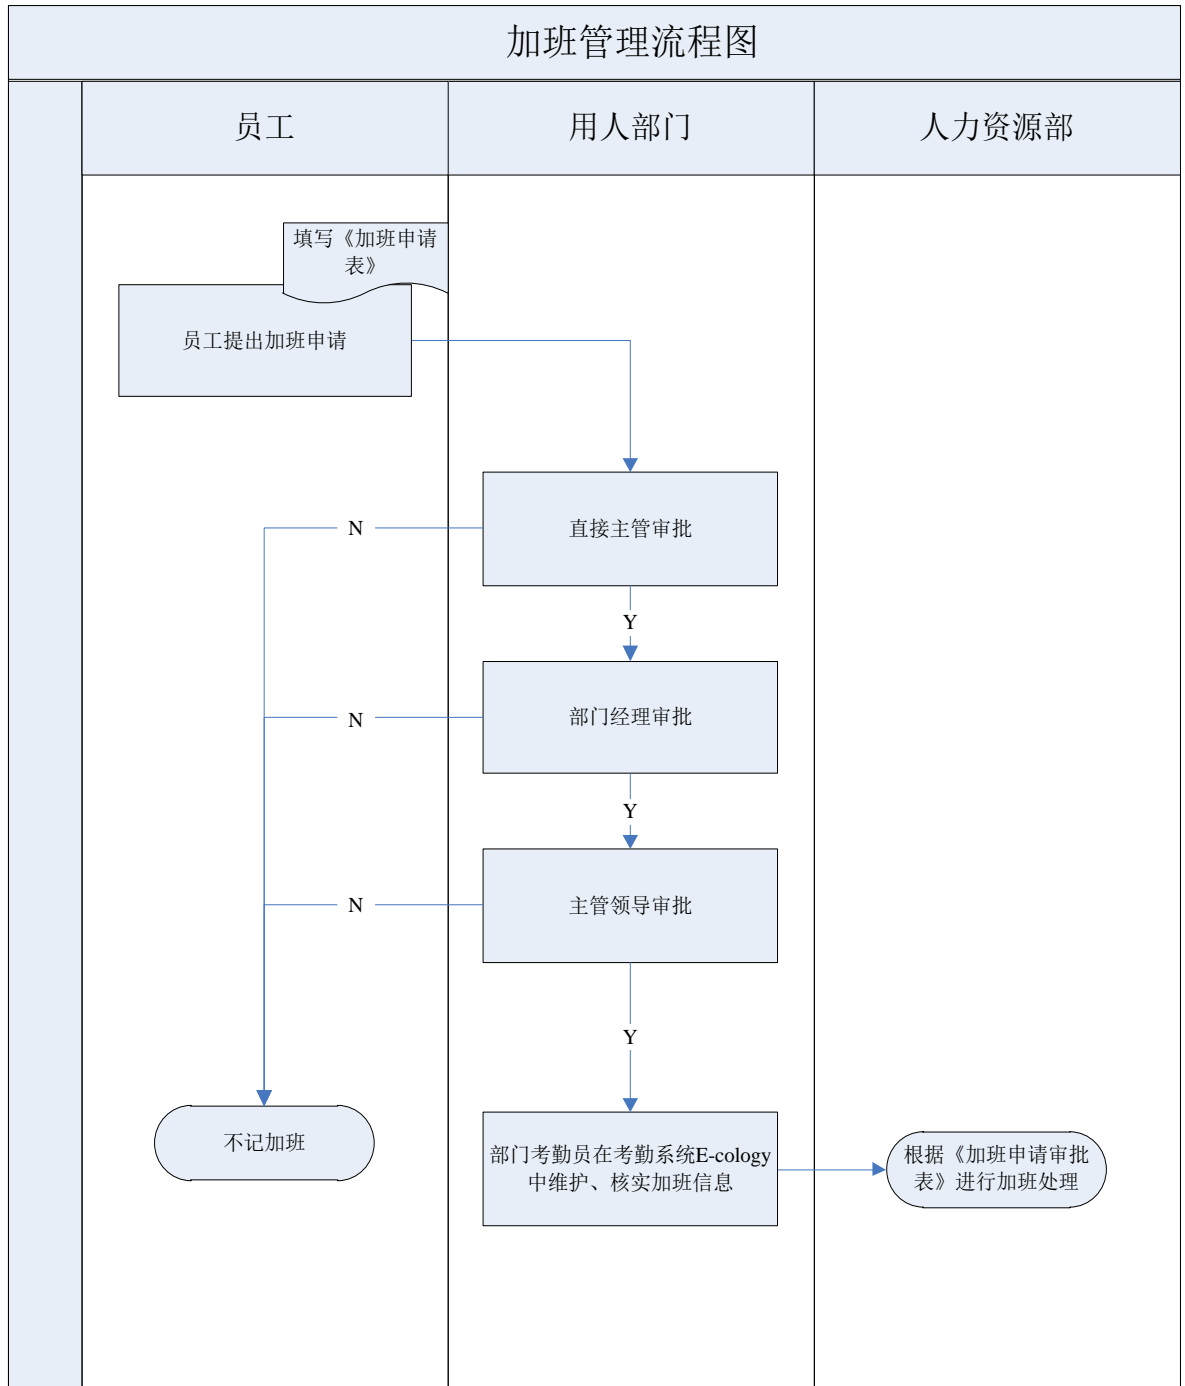 加班管理流程图
员工
用人部门
人力资源部
填写《加班申请
表》
员工提出加班申请
N
直接主管审批
Y
N
部门经理审批
Y
N
主管领导审批
Y
不记加班
部门考勤员在考勤系统E-cology
中维护、核实加班信息
根据《加班申请审批
表》进行加班处理